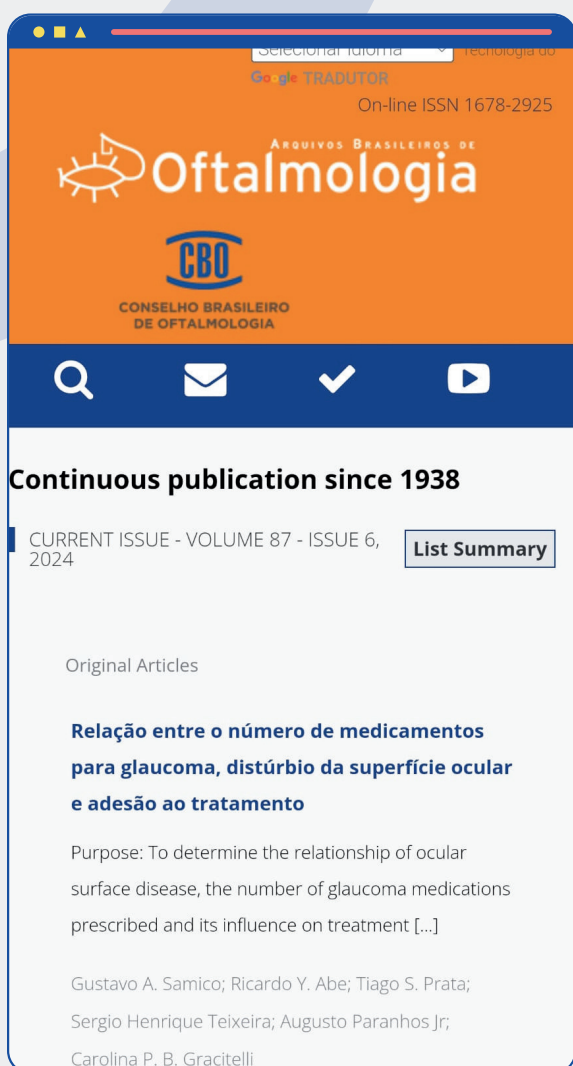 Selecionar idioma Tecnologia do
Google TRADUTOR
On-line ISSN 1678-2925
ARQUIVOS BRASILEIROS DE
Oftalmologia
CBO
CONSELHO BRASILEIRO
DE OFTALMOLOGIA
Continuous publication since 1938
CURRENT ISSUE - VOLUME 87 - ISSUE 6,
2024
List Summary
Original Articles
Relação entre o número de medicamentos
para glaucoma, distúrbio da superfície ocular
e adesão ao tratamento
Purpose: To determine the relationship of ocular
surface disease, the number of glaucoma medications
prescribed and its influence on treatment [...]
Gustavo A. Samico; Ricardo Y. Abe; Tiago S. Prata;
Sergio Henrique Teixeira; Augusto Paranhos Jr;
Carolina P. B. Gracitelli